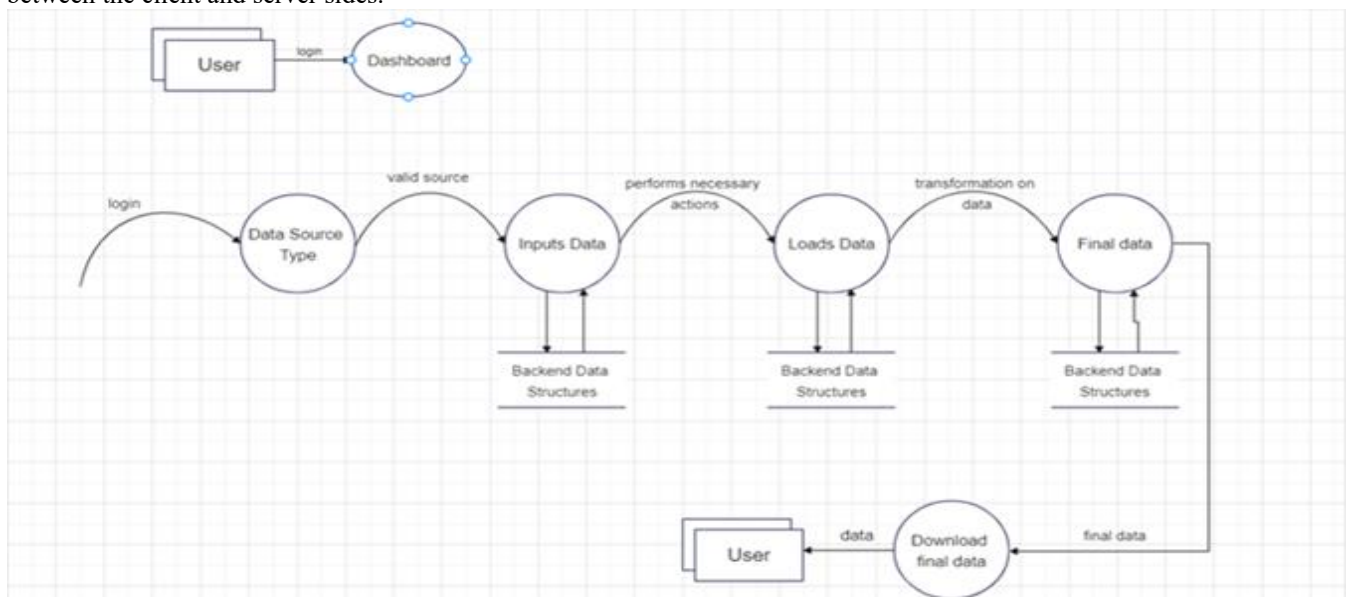 between the client and server sides.
User
login
Dashboard
login
Data Source
Type
valid source
Inputs Data
performs necessary
actions
Loads Data
transformation on
data
Final data
Backend Data
Structures
Backend Data
Structures
Backend Data
Structures
User
data
Download
final data
final data